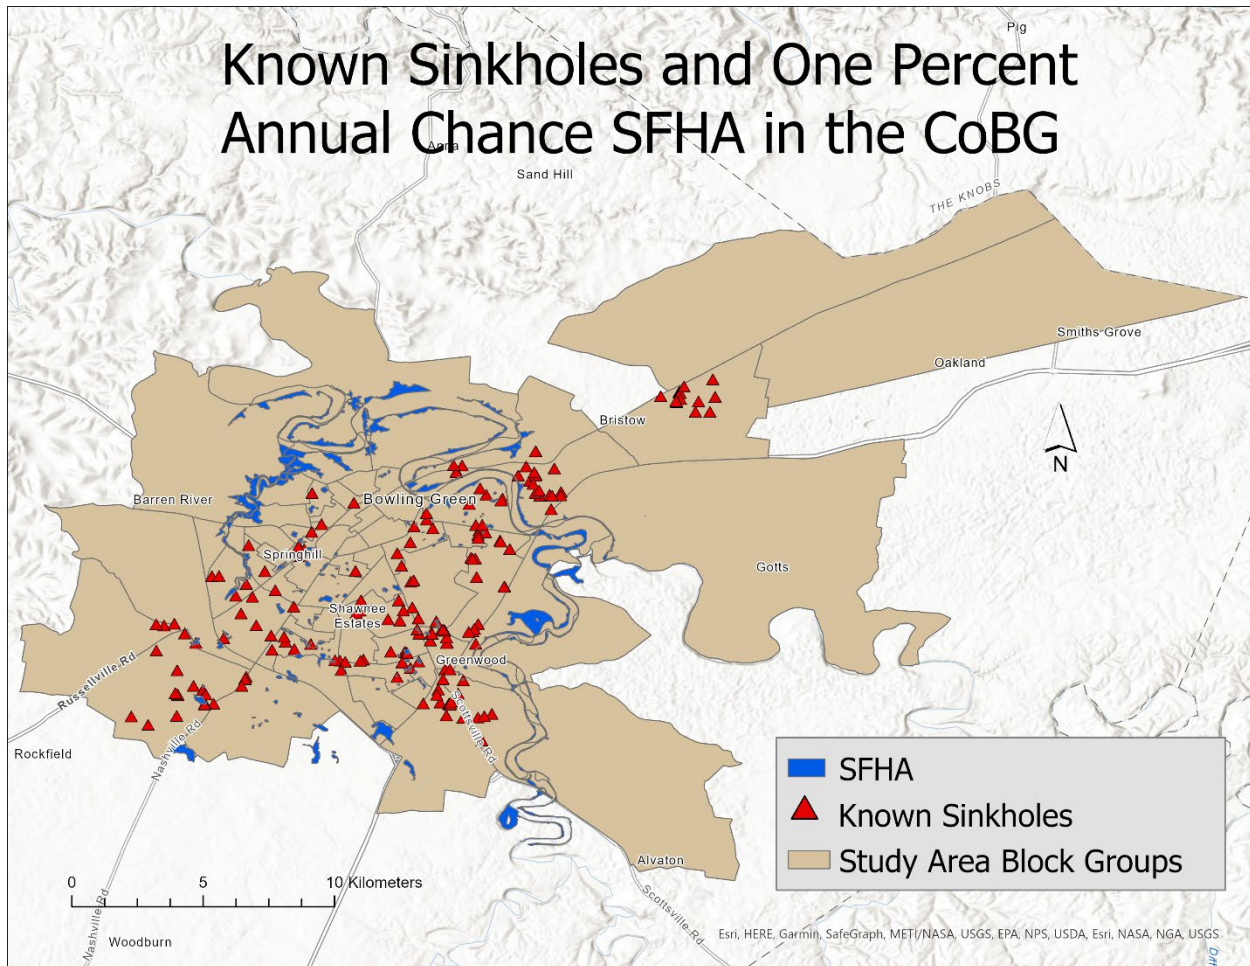 Pig
Known Sinkholes and One Percent
Annual Chance SFHA in the CoBG
Anna
Sand Hill
THE KNOBS
Smiths Grove
Oakland
Bristow
N
Barren River
Bowling Green
Springhill
Gotts
Shawnee
Estates
Greenwood
Russellville Rd
Scottsville Rd
Nashville Rd
Rockfield
SFHA
Known Sinkholes
Study Area Block Groups
Alvaton
0 5 10 Kilometers
Scottsville Rd
Nashville Rd
Woodburn
Esri, HERE, Garmin, SafeGraph, METI/NASA, USGS, EPA, NPS, USDA, Esri, NASA, NGA, USGS